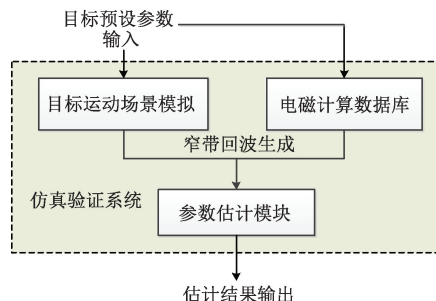 目标预设参数
输入
目标运动场景模拟
电磁计算数据库
窄带回波生成
仿真验证系统
参数估计模块
估计结果输出